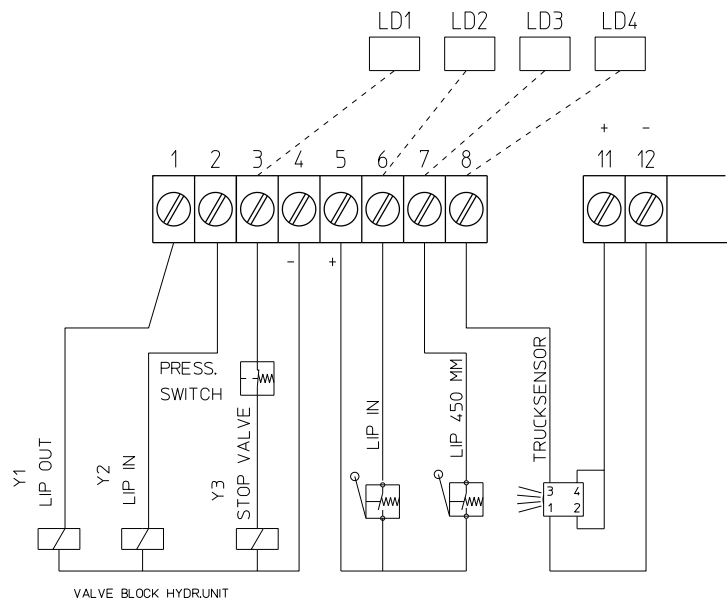 LD1 LD2 LD3 LD4
+ -
1 2 3 4 5 6 7 8 11 12
- +
PRESS.
SWITCH
Y1
LIP OUT
Y2
LIP IN
Y3
STOP VALVE
LIP IN
LIP 450 MM
TRUCKSENSOR
3 4
1 2
VALVE BLOCK HYDR.UNIT